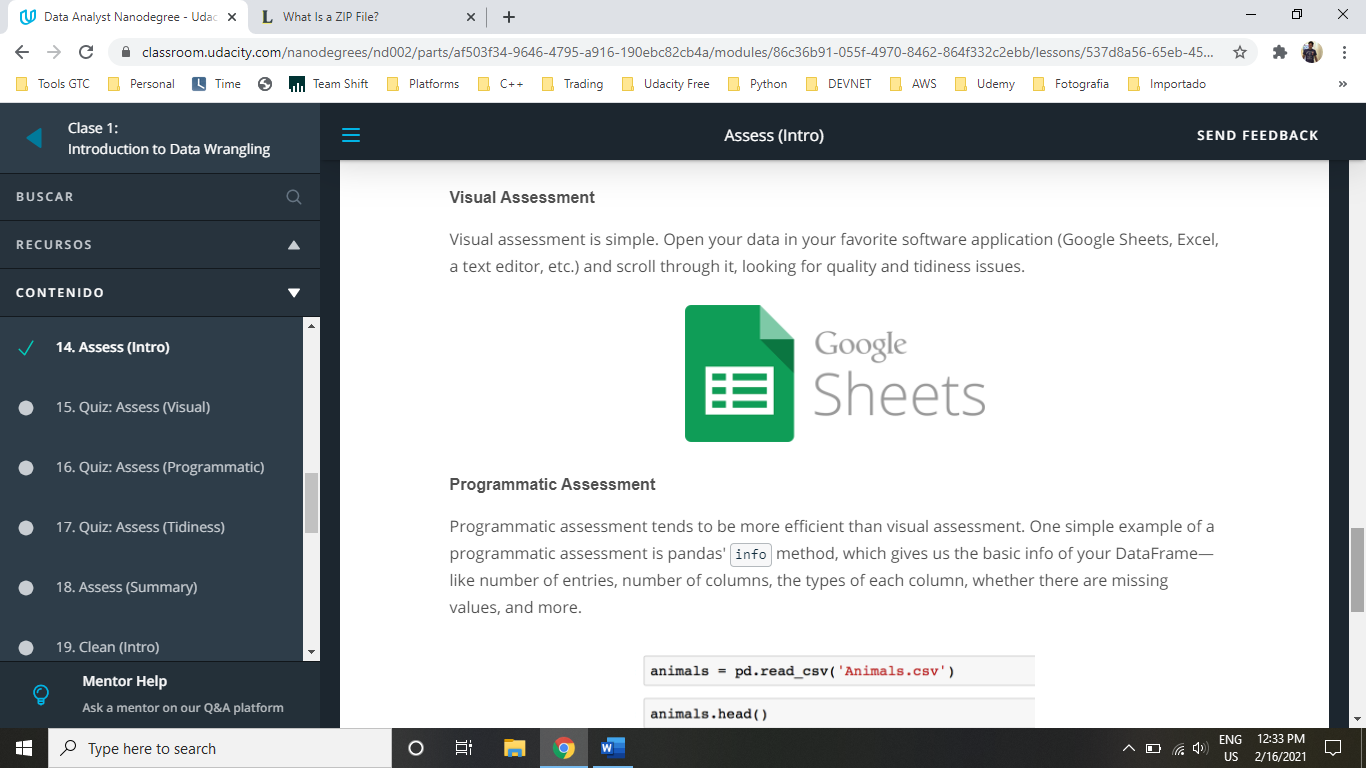 Data Analyst Nanodegree - Udac
What Is a ZIP File?
classroom.udacity.com/nanodegrees/nd002/parts/af503f34-9646-4795-a916-190ebc82cb4a/modules/86c36b91-055f-4970-8462-864f332c2ebb/lessons/537d8a56-65eb-45...
Tools GTC
Personal
Time
Team Shift
Platforms
C++
Trading
Udacity Free
Python
DEVNET
AWS
Udemy
Fotografia
Importado
»
Clase 1:
Introduction to Data Wrangling
Assess (Intro)
SEND FEEDBACK
BUSCAR
RECURSOS
CONTENIDO
14. Assess (Intro)
15. Quiz: Assess (Visual)
16. Quiz: Assess (Programmatic)
17. Quiz: Assess (Tidiness)
18. Assess (Summary)
19. Clean (Intro)
Mentor Help
Ask a mentor on our Q&A platform
Visual Assessment
Visual assessment is simple. Open your data in your favorite software application (Google Sheets, Excel,
a text editor, etc.) and scroll through it, looking for quality and tidiness issues.
Google
Sheets
Programmatic Assessment
Programmatic assessment tends to be more efficient than visual assessment. One simple example of a
programmatic assessment is pandas' info method, which gives us the basic info of your DataFrame—
like number of entries, number of columns, the types of each column, whether there are missing
values, and more.
animals = pd.read_csv('Animals.csv')
animals.head()
Type here to search
ENG
US
12:33 PM
2/16/2021